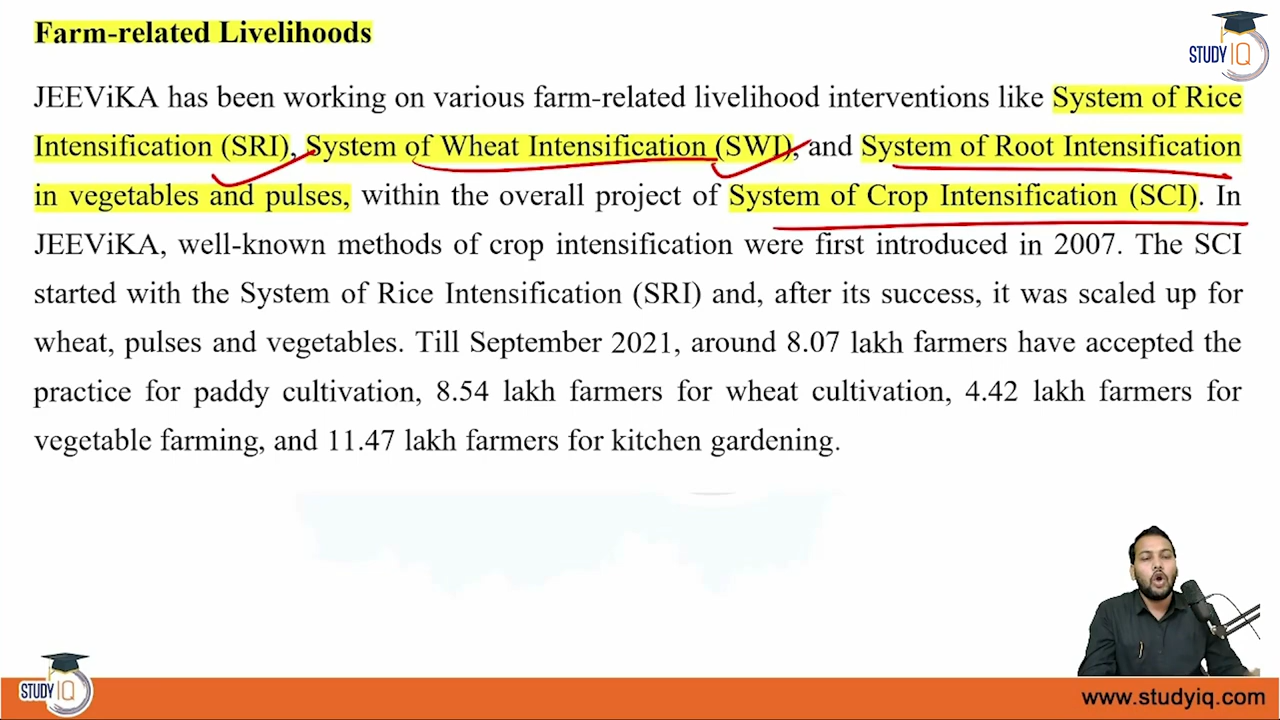 Farm-related Livelihoods
STUDY IQ
JEEViKA has been working on various farm-related livelihood interventions like System of Rice
Intensification (SRI), System of Wheat Intensification (SWI), and System of Root Intensification
in vegetables and pulses, within the overall project of System of Crop Intensification (SCI). In
JEEViKA, well-known methods of crop intensification were first introduced in 2007. The SCI
started with the System of Rice Intensification (SRI) and, after its success, it was scaled up for
wheat, pulses and vegetables. Till September 2021, around 8.07 lakh farmers have accepted the
practice for paddy cultivation, 8.54 lakh farmers for wheat cultivation, 4.42 lakh farmers for
vegetable farming, and 11.47 lakh farmers for kitchen gardening.
STUDY IQ
www.studyiq.com